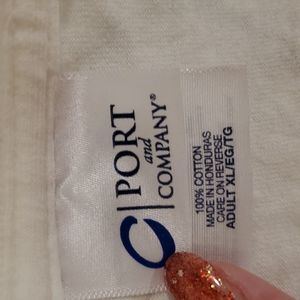 PORT
and
COMPANY®
100% COTTON
MADE IN HONDURAS
CARE ON REVERSE
ADULT XL/EG/TG